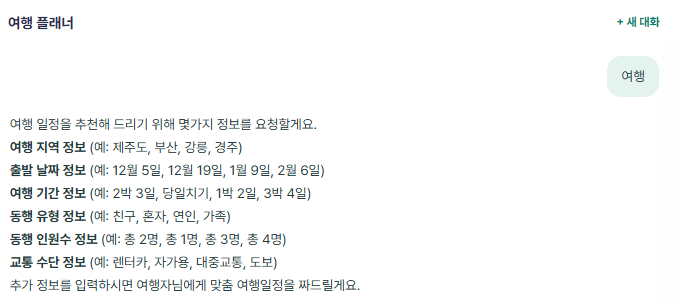 여행 플래너
+ 새 대화
여행
여행 일정을 추천해 드리기 위해 몇가지 정보를 요청할게요.
여행 지역 정보 (예: 제주도, 부산, 강릉, 경주)
출발 날짜 정보 (예: 12월 5일, 12월 19일, 1월 9일, 2월 6일)
여행 기간 정보 (예: 2박 3일, 당일치기, 1박 2일, 3박 4일)
동행 유형 정보 (예: 친구, 혼자, 연인, 가족)
동행 인원수 정보 (예: 총 2명, 총 1명, 총 3명, 총 4명)
교통 수단 정보 (예: 렌터카, 자가용, 대중교통, 도보)
추가 정보를 입력하시면 여행자님에게 맞춤 여행일정을 짜드릴게요.